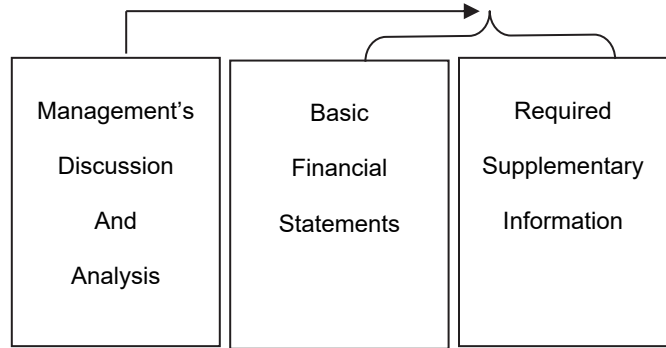 Management’s
Discussion
And
Analysis
Basic
Financial
Statements
Required
Supplementary
Information